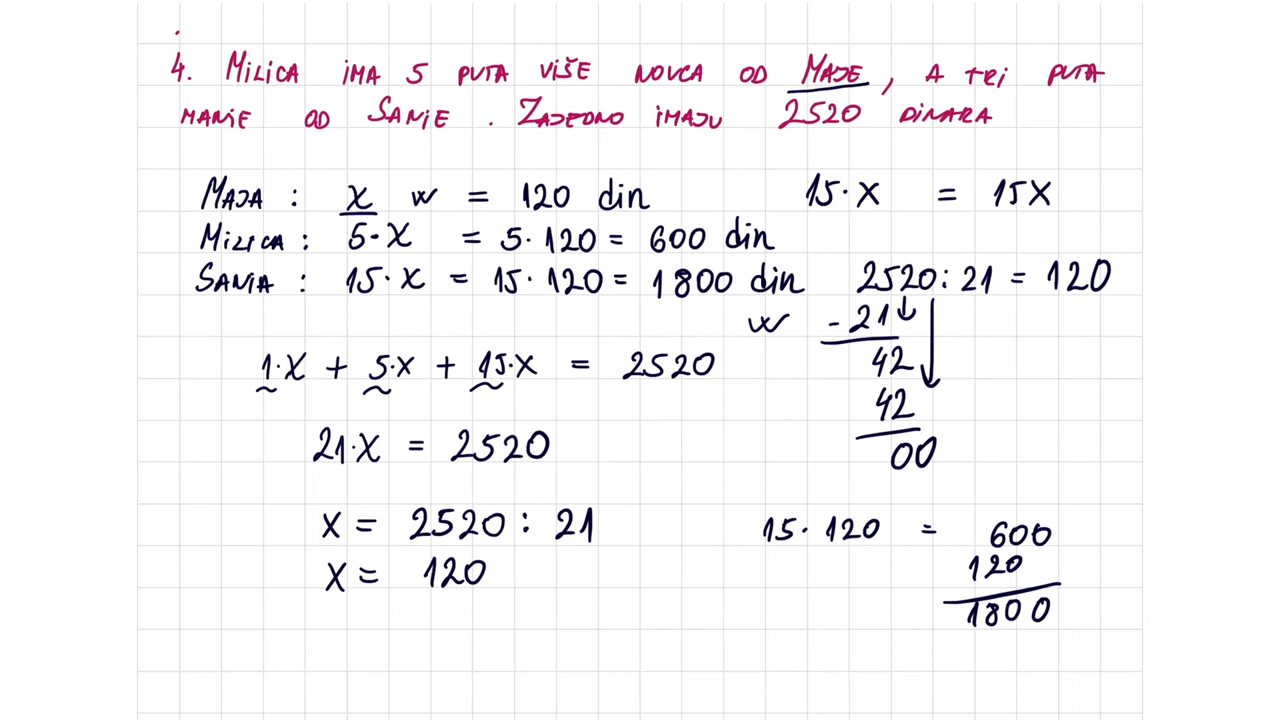 4. MILICA IMA 5 PUTA VIŠE NOVCA OD MAJE, A TRI PUTA
MANJE OD SANJE. ZAJEDNO IMAJU 2520 DINARA
MAJA: x w = 120 din
15·X = 15X
MILICA: 5·X = 5·120 = 600 din
SANJA: 15·X = 15·120 = 1800 din
w
2520:21 = 120
-21
42
42
00
1·X + 5·X + 15·X = 2520
21·X = 2520
X = 2520 : 21
X = 120
15·120 = 600
120
1800